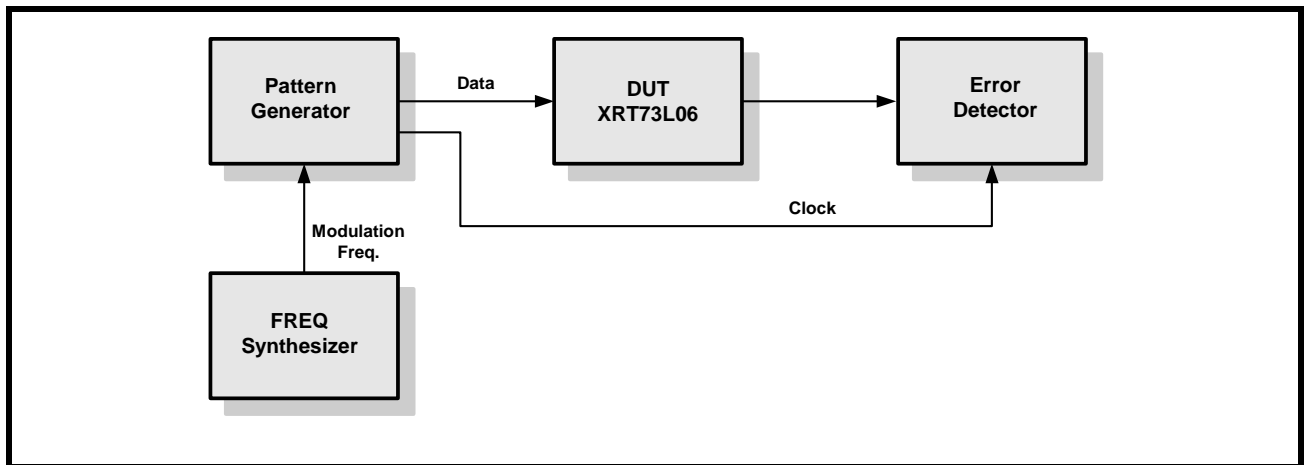 Pattern
Generator
Data
DUT
XRT73L06
Error
Detector
Clock
Modulation
Freq.
FREQ
Synthesizer